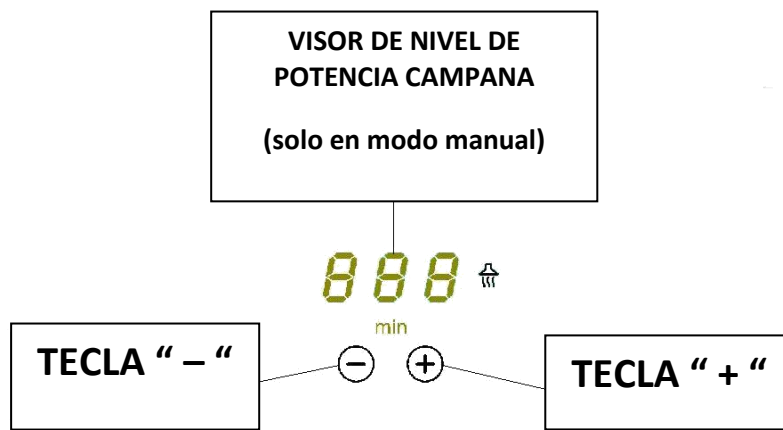 VISOR DE NIVEL DE
POTENCIA CAMPANA
(solo en modo manual)
888
min
TECLA “ – “
TECLA “ + “